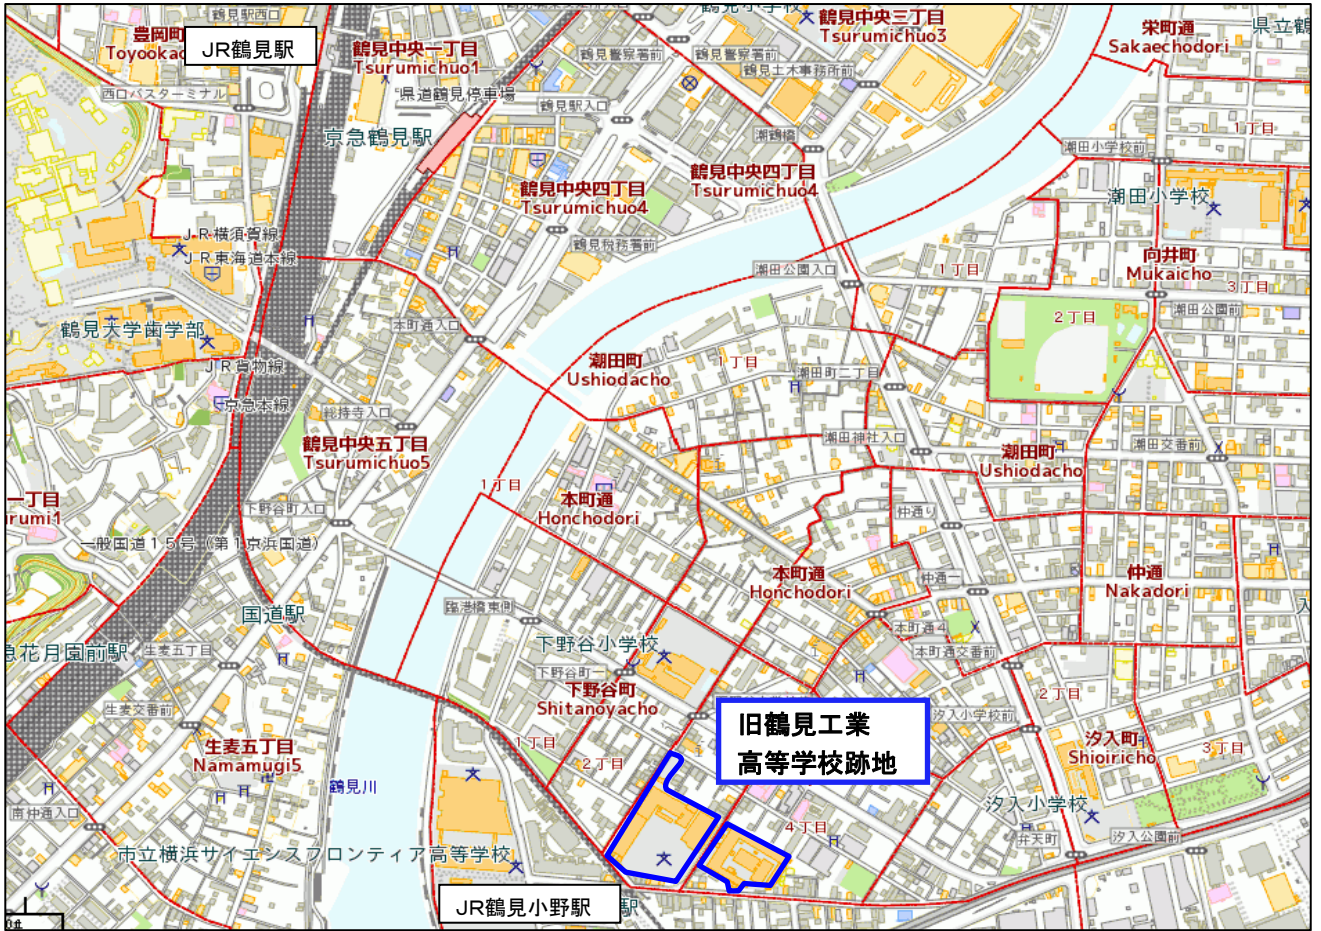 鶴見駅西口
豊岡町
JR鶴見駅
鶴見中央一丁目
Tsurumichuo1
鶴見警察署前
鶴見警察署前
鶴見中央三丁目
Tsurumichuo3
栄町通
Sakaechodori
県立鶴
西口バスターミナル
県道鶴見停車場
鶴見駅入口
鶴見土木事務所前
京急鶴見駅
潮鶴橋
1丁目
潮田小学校前
鶴見中央四丁目
Tsurumichuo4
鶴見中央四丁目
Tsurumichuo4
潮田小学校
JR横須賀線
JR東海道本線
鶴見税務署前
潮田公園入口
1丁目
向井町
Mukaicho
3丁目
潮田公園前
2丁目
鶴見大学歯学部
本町通入口
JR貨物線
潮田町
Ushiodacho
1丁目
潮田町二丁目
京急本線
総持寺入口
鶴見中央五丁目
Tsurumichuo5
潮田神社入口
潮田町
Ushiodacho
潮田交番前
一丁目
urumi1
1丁目
本町通
Honchodori
下野谷町入口
仲通り
一般国道15号(第1京浜国道)
本町通
Honchodori
仲通一
仲通
Nakadori
国道駅
臨港橋東側
本町通4
本町通交番前
下野谷小学校
急花月園前駅
生麦五丁目
下野谷町一
下野谷町
Shitanoyacho
2丁目
生麦交番前
旧鶴見工業
高等学校跡地
汐入小学校前
生麦五丁目
Namamugi5
1丁目
2丁目
汐入町
Shioiricho
3丁目
鶴見川
南仲通入口
汐入小学校
4丁目
弁天町
汐入公園前
市立横浜サイエンスフロンティア高等学校
JR鶴見小野駅
駅